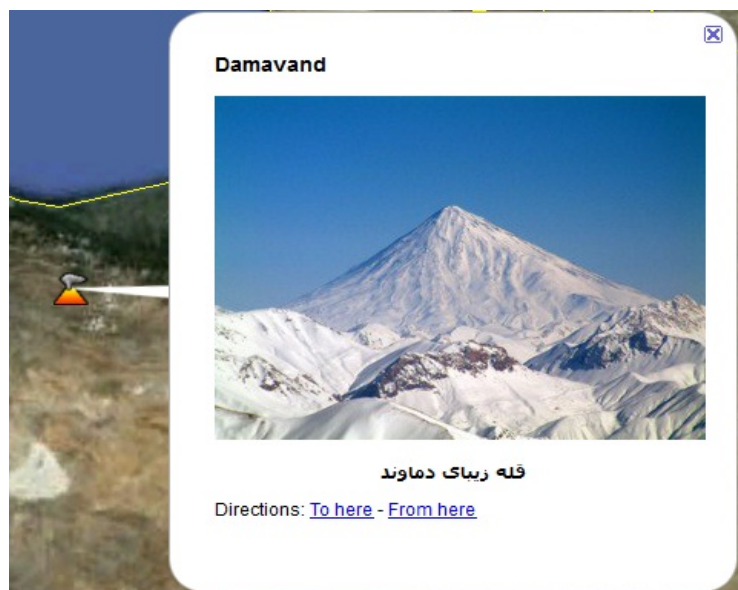 Damavand
قله زیبای دماوند
Directions: To here - From here